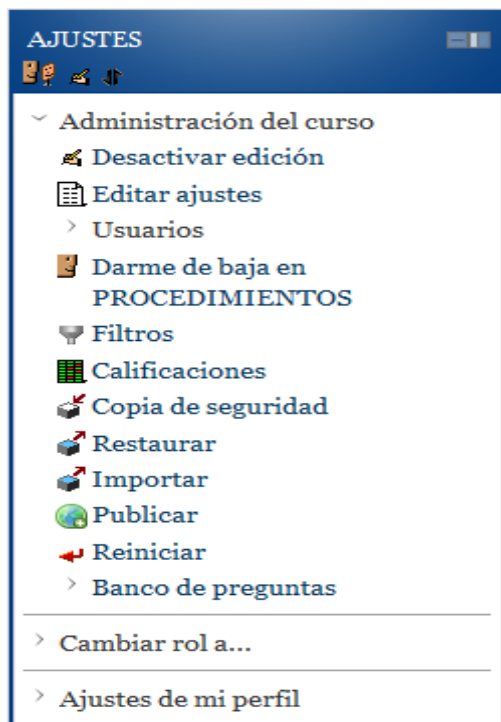 AJUSTES
Administración del curso
Desactivar edición
Editar ajustes
Usuarios
Darme de baja en
PROCEDIMIENTOS
Filtros
Calificaciones
Copia de seguridad
Restaurar
Importar
Publicar
Reiniciar
Banco de preguntas
Cambiar rol a...
Ajustes de mi perfil